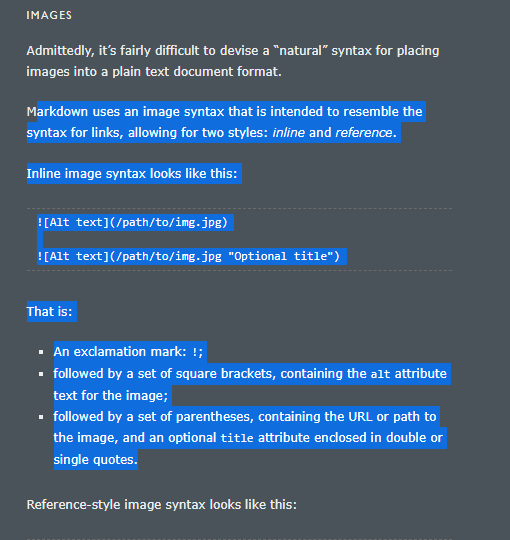 IMAGES
Admittedly, it’s fairly difficult to devise a “natural” syntax for placing
images into a plain text document format.
Markdown uses an image syntax that is intended to resemble the
syntax for links, allowing for two styles: inline and reference.
Inline image syntax looks like this:
![Alt text](/path/to/img.jpg)
![Alt text](/path/to/img.jpg "Optional title")
That is:
▪ An exclamation mark: !;
▪ followed by a set of square brackets, containing the alt attribute
text for the image;
▪ followed by a set of parentheses, containing the URL or path to
the image, and an optional title attribute enclosed in double or
single quotes.
Reference-style image syntax looks like this: